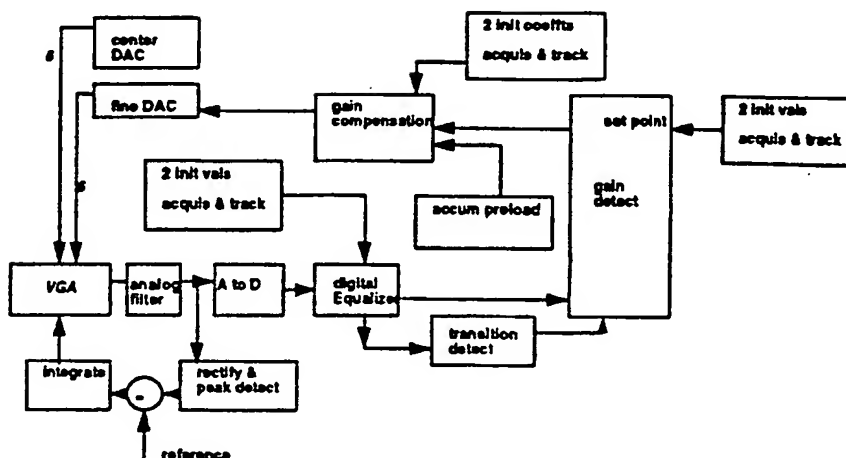 center
DAC
6
fine DAC
6
2 init coeffts
acquis & track
gain
compensation
set point
gain
detect
2 init vals
acquis & track
2 init vals
acquis & track
accum preload
VGA
analog
filter
A to D
digital
Equalizer
transition
detect
integrate
-
rectify &
peak detect
reference